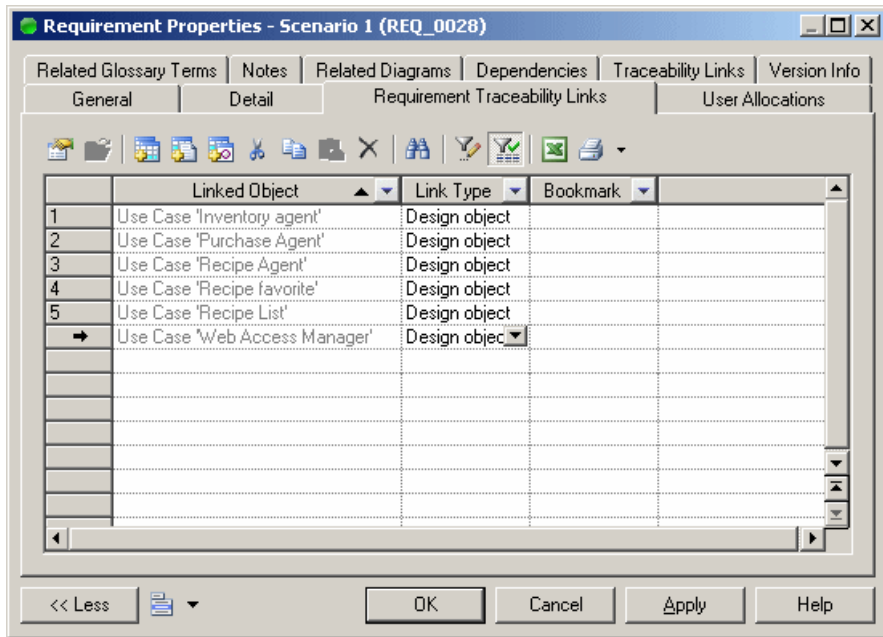 Requirement Properties - Scenario 1 (REQ_0028)
Related Glossary Terms Notes Related Diagrams Dependencies Traceability Links Version Info
General Detail Requirement Traceability Links User Allocations
Linked Object Link Type Bookmark
1 Use Case 'Inventory agent' Design object
2 Use Case 'Purchase Agent' Design object
3 Use Case 'Recipe Agent' Design object
4 Use Case 'Recipe favorite' Design object
5 Use Case 'Recipe List' Design object
Use Case 'Web Access Manager' Design objec
<< Less OK Cancel Apply Help